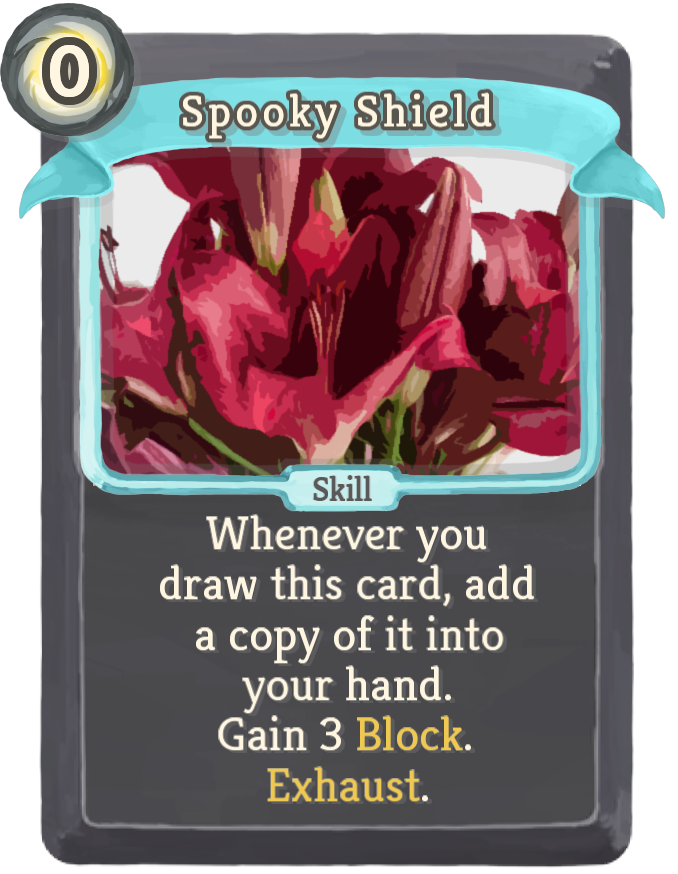 0
Spooky Shield
Skill
Whenever you
draw this card, add
a copy of it into
your hand.
Gain 3 Block.
Exhaust.